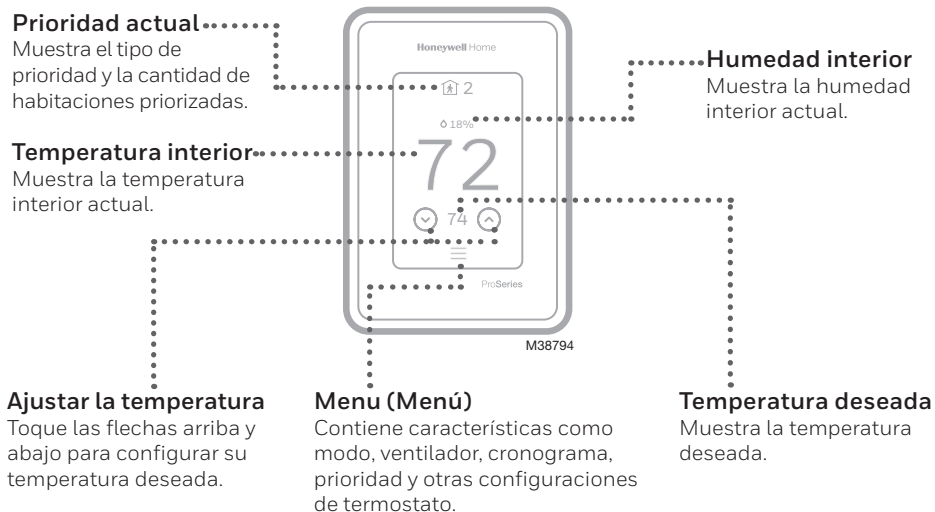 Prioridad actual
Muestra el tipo de
prioridad y la cantidad de
habitaciones priorizadas.
Temperatura interior
Muestra la temperatura
interior actual.
Honeywell Home
2
18%
72
74
ProSeries
M38794
Humedad interior
Muestra la humedad
interior actual.
Ajustar la temperatura
Toque las flechas arriba y
abajo para configurar su
temperatura deseada.
Menu (Menú)
Contiene características como
modo, ventilador, cronograma,
prioridad y otras configuraciones
de termostato.
Temperatura deseada
Muestra la temperatura
deseada.